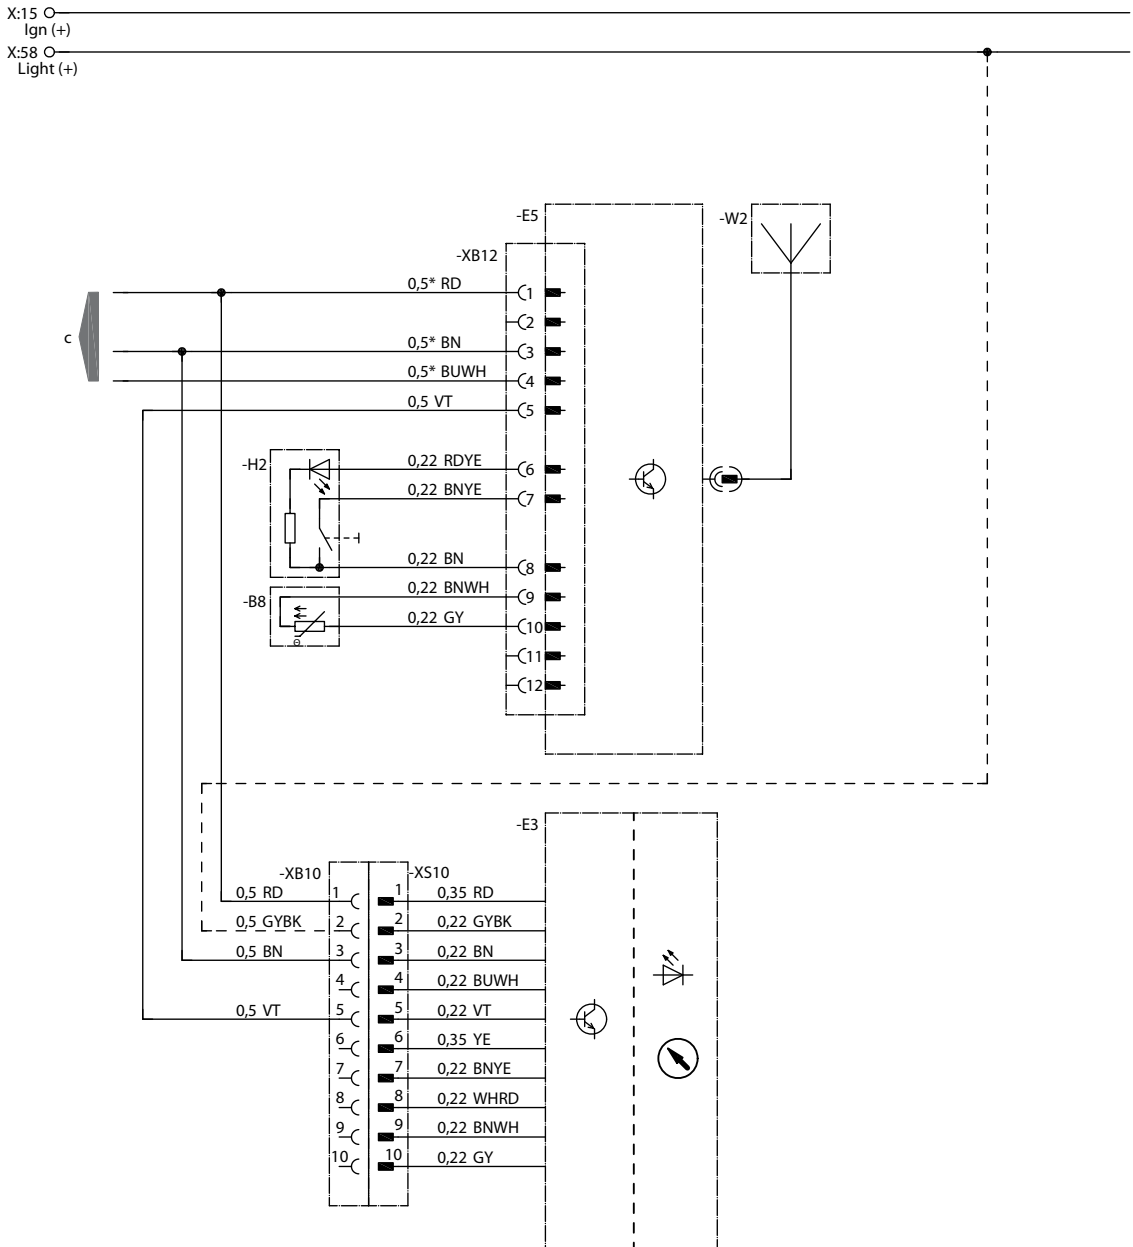 X:15
Ign (+)
X:58
Light (+)
-E5
-W2
-XB12
0,5* RD
1
2
c
0,5* BN
3
0,5* BUWH
4
0,5 VT
5
-H2
0,22 RDYE
6
0,22 BNYE
7
0,22 BN
8
-B8
0,22 BNWH
9
0,22 GY
10
Θ
11
12
-E3
-XB10
-XS10
0,5 RD
1
1
0,35 RD
0,5 GYBK
2
2
0,22 GYBK
0,5 BN
3
3
0,22 BN
4
4
0,22 BUWH
0,5 VT
5
5
0,22 VT
6
6
0,35 YE
7
7
0,22 BNYE
8
8
0,22 WHRD
9
9
0,22 BNWH
10
10
0,22 GY